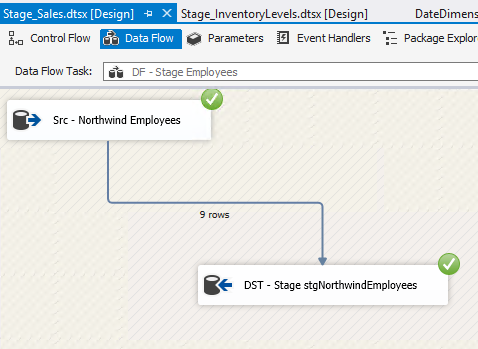 Stage_Sales.dtsx [Design] Stage_InventoryLevels.dtsx [Design] DateDimens
Control Flow Data Flow Parameters Event Handlers Package Explor
Data Flow Task: DF - Stage Employees
Src - Northwind Employees
9 rows
DST - Stage stgNorthwindEmployees